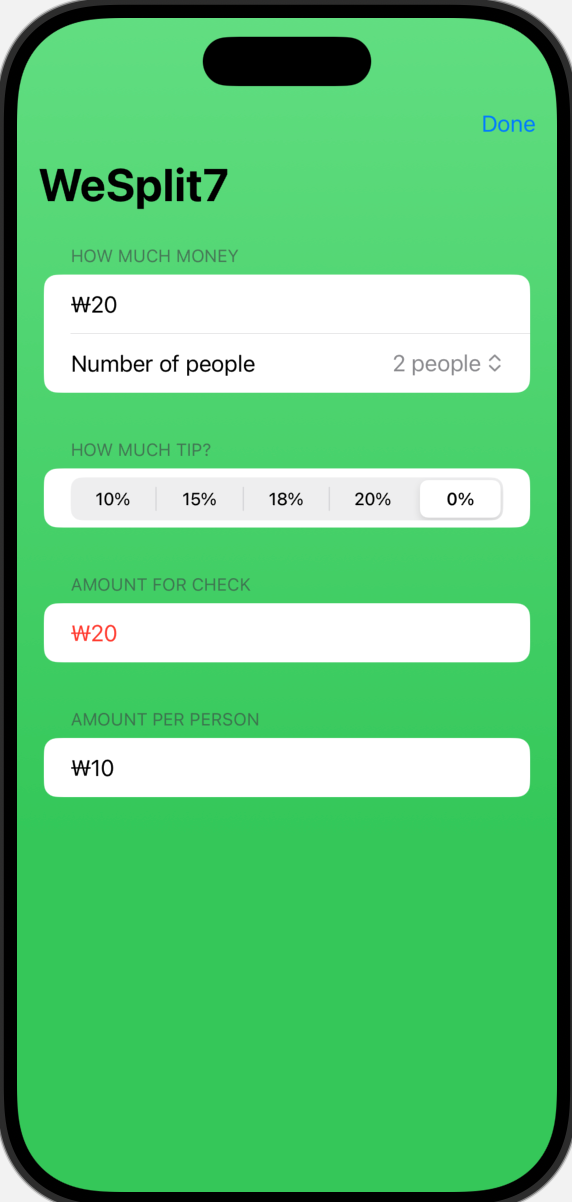 Done
WeSplit7
HOW MUCH MONEY
₩20
Number of people 2 people
HOW MUCH TIP?
10% 15% 18% 20% 0%
AMOUNT FOR CHECK
₩20
AMOUNT PER PERSON
₩10